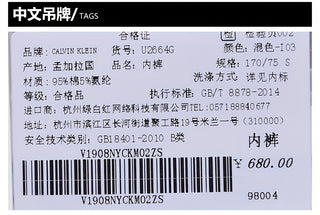 中文吊牌/TAGS
合格证 检 检验员002
品牌: CALVIN KLEIN 货号: U2664G 颜色: 混色-I03
产地: 孟加拉国 品名: 内裤 规格: 170/75 S
材质: 95%棉5%氨纶 洗涤方式: 详见内标
等级: 合格品 执行标准: GB/T 8878-2014
进口商: 杭州绿白红网络科技有限公司TEL:057188840677
地址: 杭州市滨江区长河街道聚工路19号米兰一号 (310000)
安全技术类别: GB18401-2010 B类 内裤
V1908NYCKM02ZS
¥ 680.00
V1908NYCKM02ZS
98004